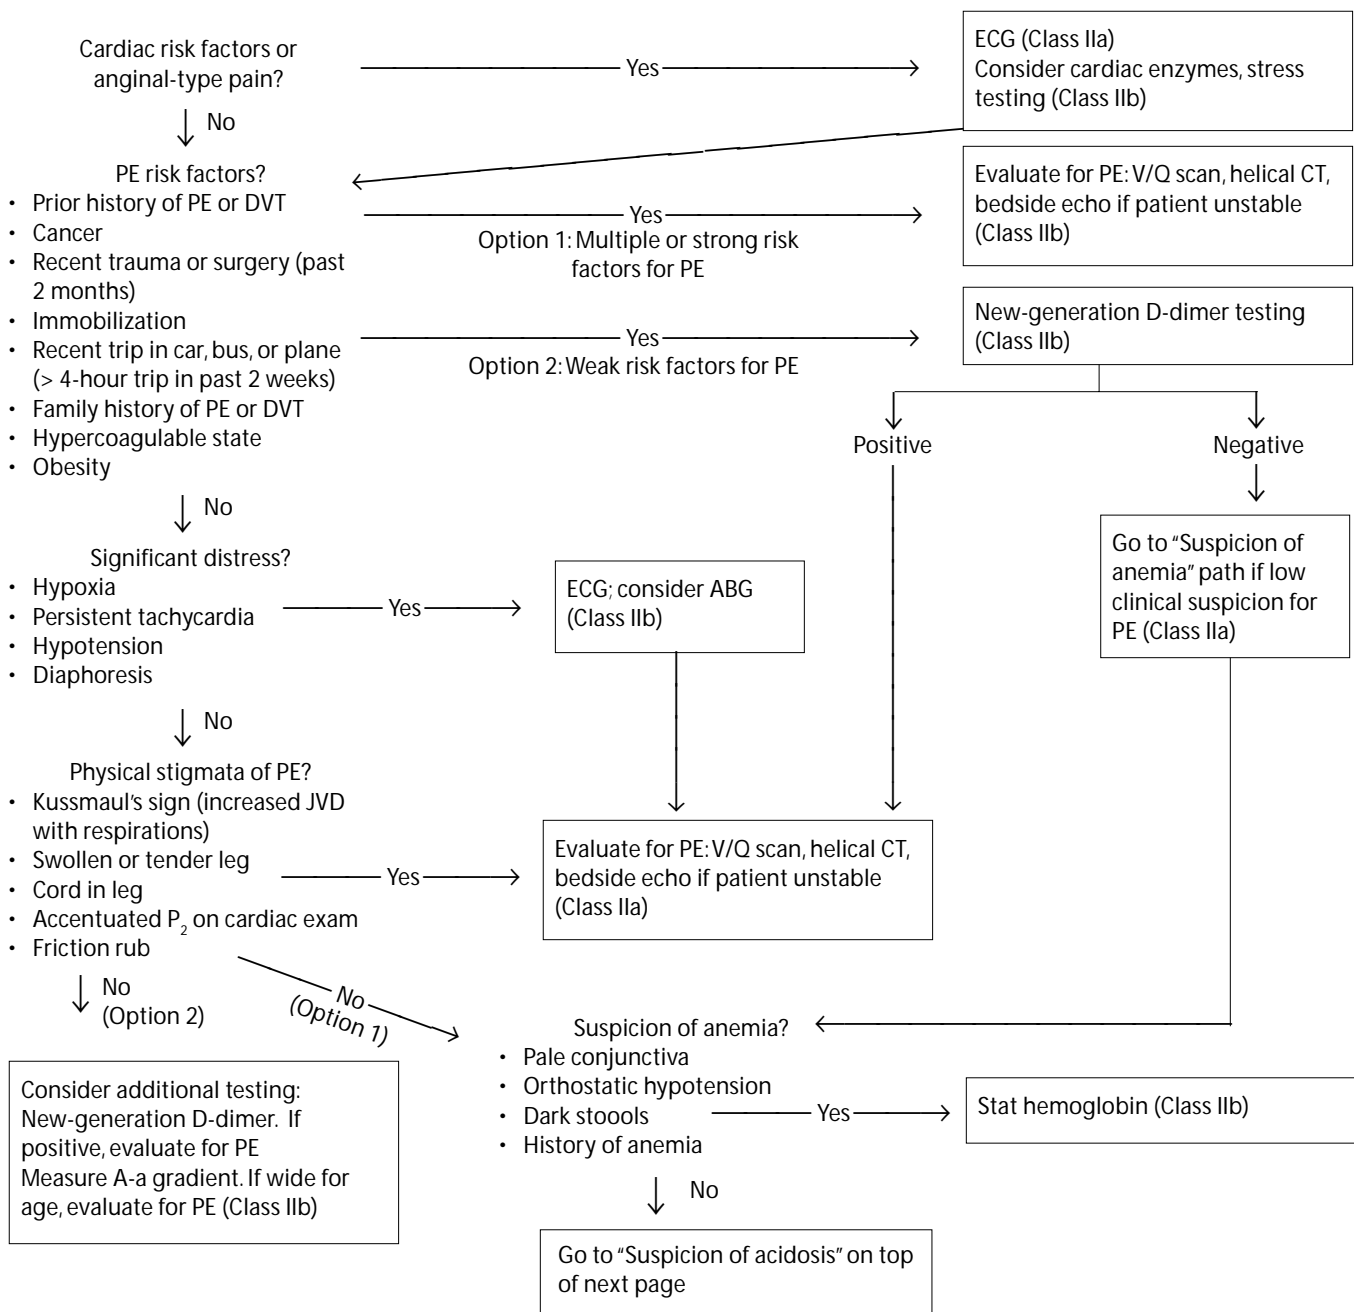 Cardiac risk factors or
anginal-type pain?
Yes
ECG (Class IIa)
Consider cardiac enzymes, stress
testing (Class IIb)
No
PE risk factors?
• Prior history of PE or DVT
• Cancer
• Recent trauma or surgery (past
2 months)
• Immobilization
• Recent trip in car, bus, or plane
(> 4-hour trip in past 2 weeks)
• Family history of PE or DVT
• Hypercoagulable state
• Obesity
Yes
Option 1: Multiple or strong risk
factors for PE
Evaluate for PE: V/Q scan, helical CT,
bedside echo if patient unstable
(Class IIb)
Yes
Option 2: Weak risk factors for PE
New-generation D-dimer testing
(Class IIb)
Positive
Negative
Go to “Suspicion of
anemia” path if low
clinical suspicion for
PE (Class IIa)
No
Significant distress?
• Hypoxia
• Persistent tachycardia
• Hypotension
• Diaphoresis
Yes
ECG; consider ABG
(Class IIb)
No
Physical stigmata of PE?
• Kussmaul’s sign (increased JVD
with respirations)
• Swollen or tender leg
• Cord in leg
• Accentuated P₂ on cardiac exam
• Friction rub
Yes
Evaluate for PE: V/Q scan, helical CT,
bedside echo if patient unstable
(Class IIa)
No
(Option 2)
No
(Option 1)
Consider additional testing:
New-generation D-dimer. If
positive, evaluate for PE
Measure A-a gradient. If wide for
age, evaluate for PE (Class IIb)
Suspicion of anemia?
• Pale conjunctiva
• Orthostatic hypotension
• Dark stoools
• History of anemia
Yes
Stat hemoglobin (Class IIb)
No
Go to “Suspicion of acidosis” on top
of next page